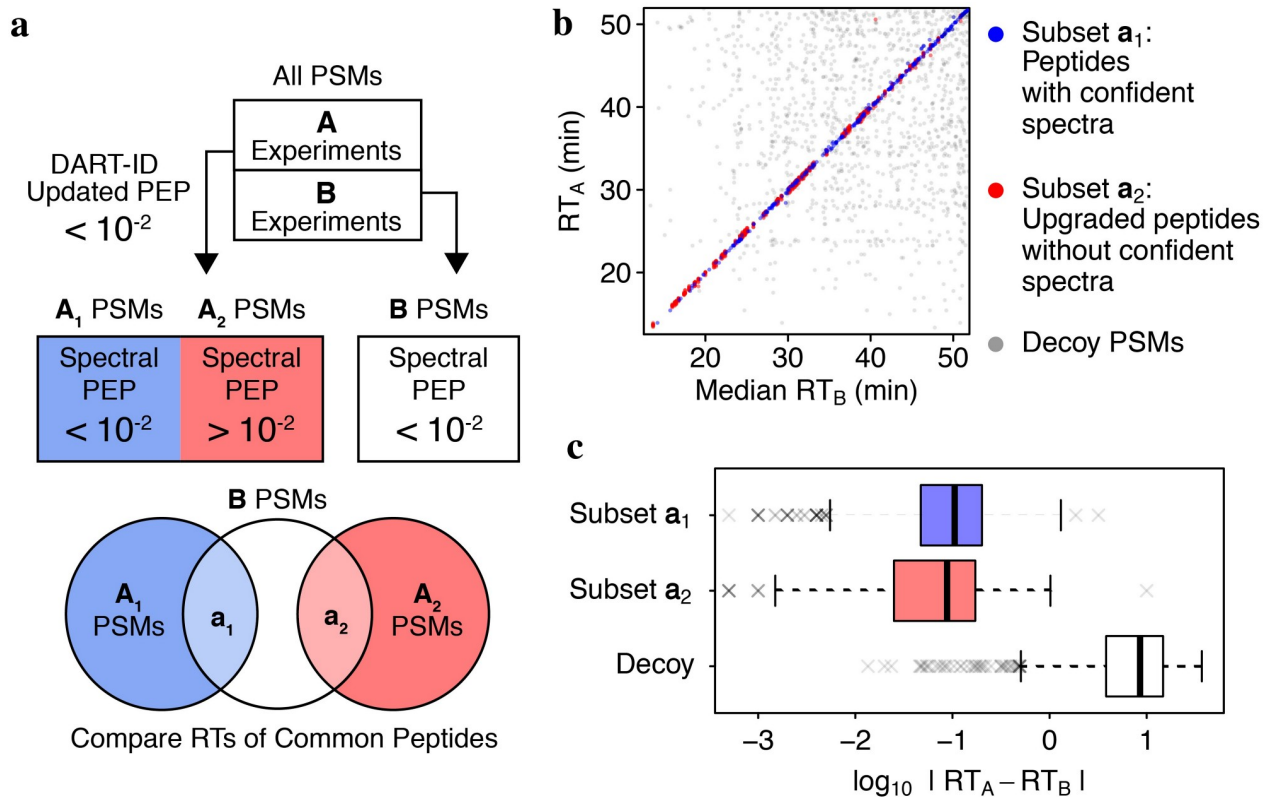 a
All PSMs
A
Experiments
B
Experiments
DART-ID
Updated PEP
< 10⁻²
A₁ PSMs
A₂ PSMs
B PSMs
Spectral
PEP
< 10⁻²
Spectral
PEP
> 10⁻²
Spectral
PEP
< 10⁻²
B PSMs
A₁
PSMs
a₁
a₂
A₂
PSMs
Compare RTs of Common Peptides
b
RT_A (min)
50
40
30
20
20 30 40 50
Median RT_B (min)
Subset a₁:
Peptides
with confident
spectra
Subset a₂:
Upgraded peptides
without confident
spectra
Decoy PSMs
c
Subset a₁
Subset a₂
Decoy
−3 −2 −1 0 1
log₁₀ | RT_A − RT_B |